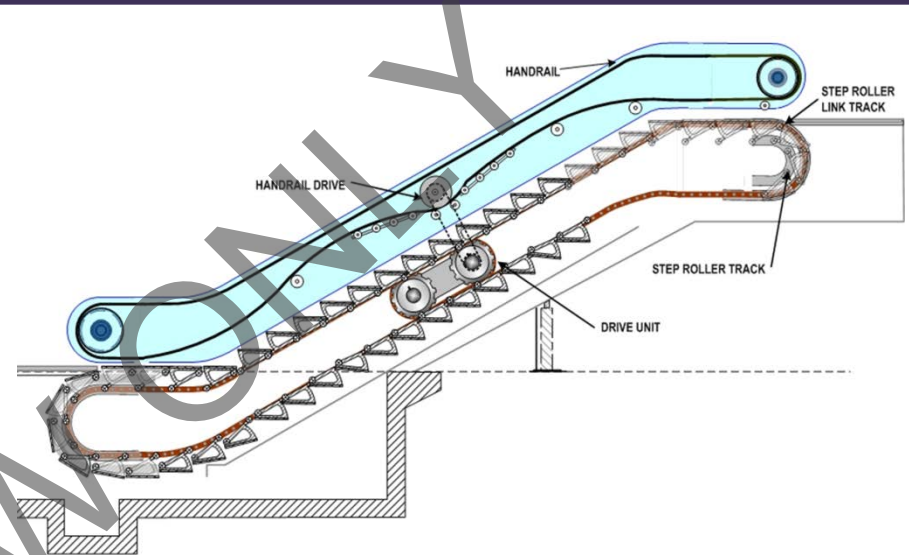 HANDRAIL
STEP ROLLER
LINK TRACK
HANDRAIL DRIVE
STEP ROLLER TRACK
DRIVE UNIT
W ONLY